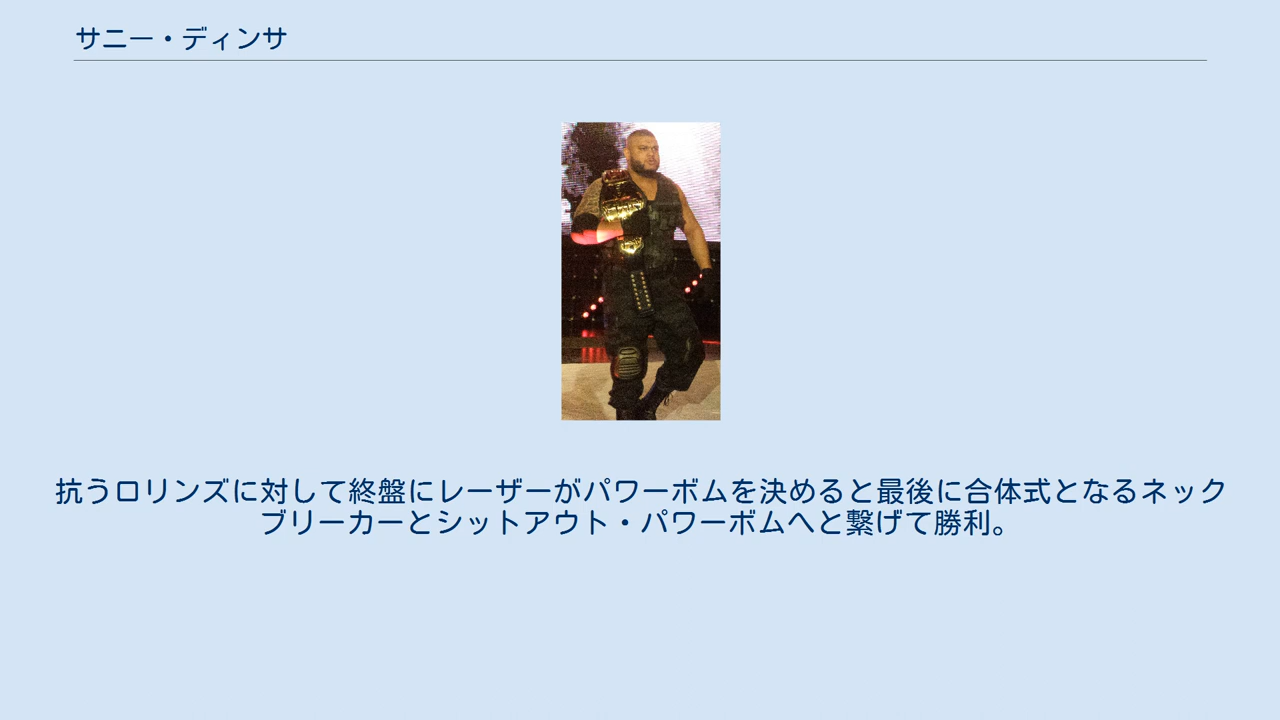 サニー・ディンサ
抗うロリンズに対して終盤にレーザーがパワーボムを決めると最後に合体式となるネック
ブリーカーとシットアウト・パワーボムへと繋げて勝利。